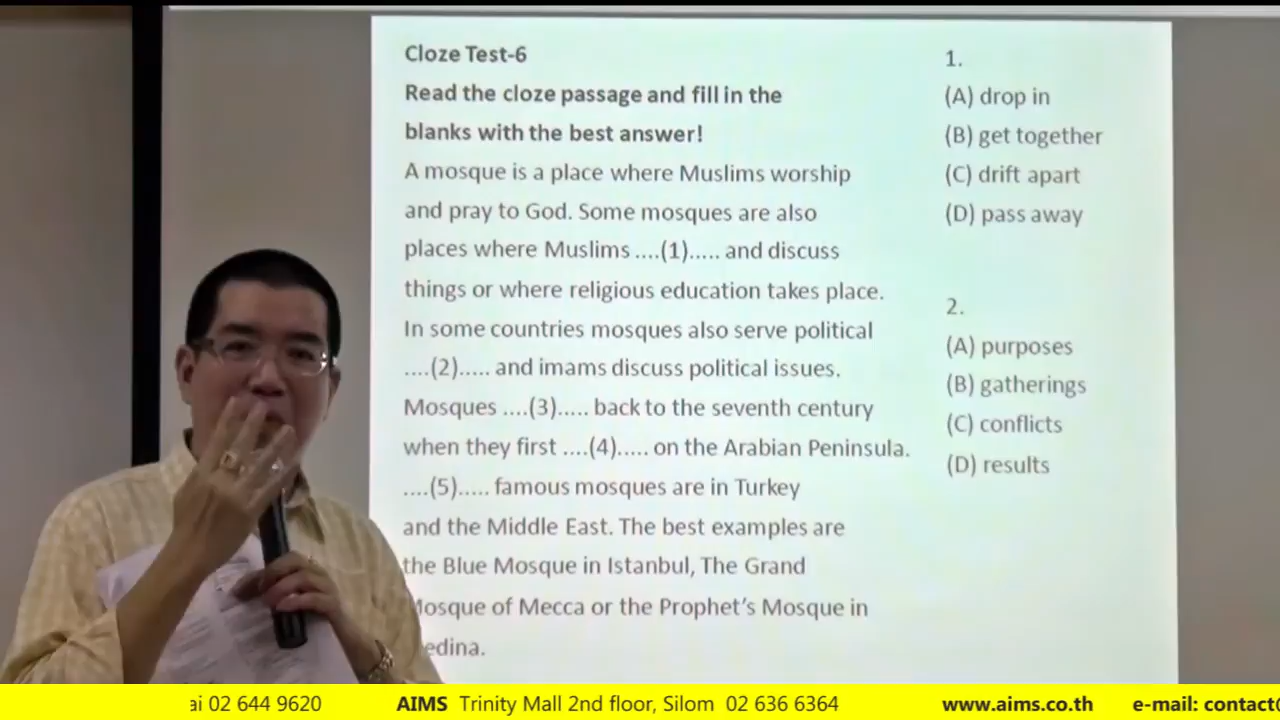 Cloze Test-6
Read the cloze passage and fill in the
blanks with the best answer!
A mosque is a place where Muslims worship
and pray to God. Some mosques are also
places where Muslims ....(1)..... and discuss
things or where religious education takes place.
In some countries mosques also serve political
....(2)..... and imams discuss political issues.
Mosques ....(3)..... back to the seventh century
when they first ....(4)..... on the Arabian Peninsula.
....(5)..... famous mosques are in Turkey
and the Middle East. The best examples are
the Blue Mosque in Istanbul, The Grand
Mosque of Mecca or the Prophet's Mosque in
edina.
1.
(A) drop in
(B) get together
(C) drift apart
(D) pass away
2.
(A) purposes
(B) gatherings
(C) conflicts
(D) results
ai 02 644 9620 AIMS Trinity Mall 2nd floor, Silom 02 636 6364 www.aims.co.th e-mail: contact